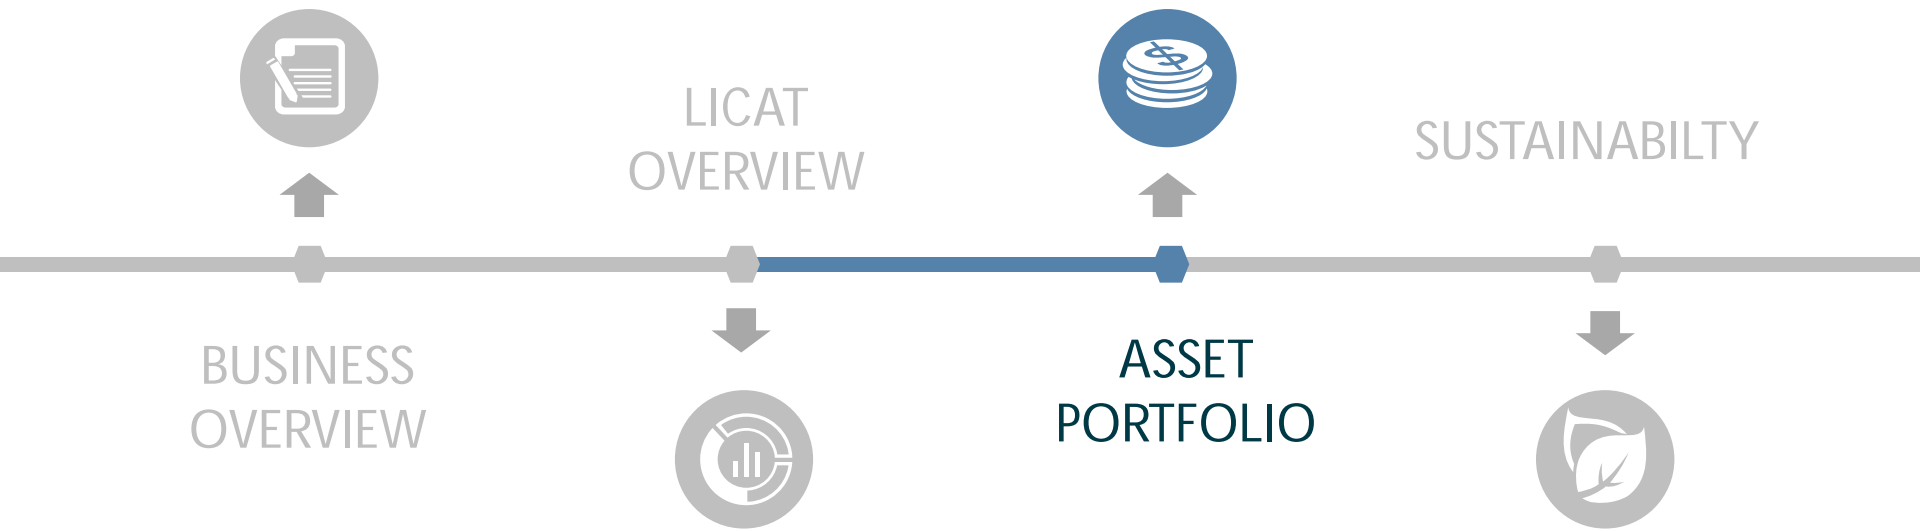 BUSINESS
OVERVIEW
LICAT
OVERVIEW
$
ASSET
PORTFOLIO
SUSTAINABILTY